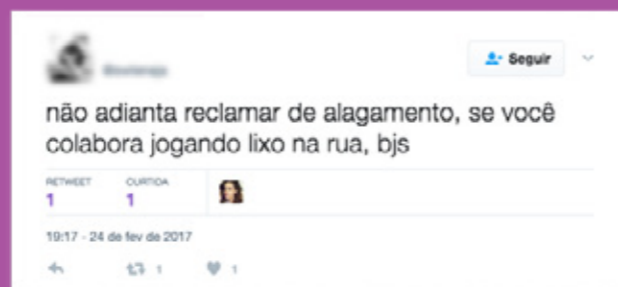 Seguir
não adianta reclamar de alagamento, se você
colabora jogando lixo na rua, bjs
RETWEET CURTIDA
1 1
19:17 - 24 de fev de 2017
1 1